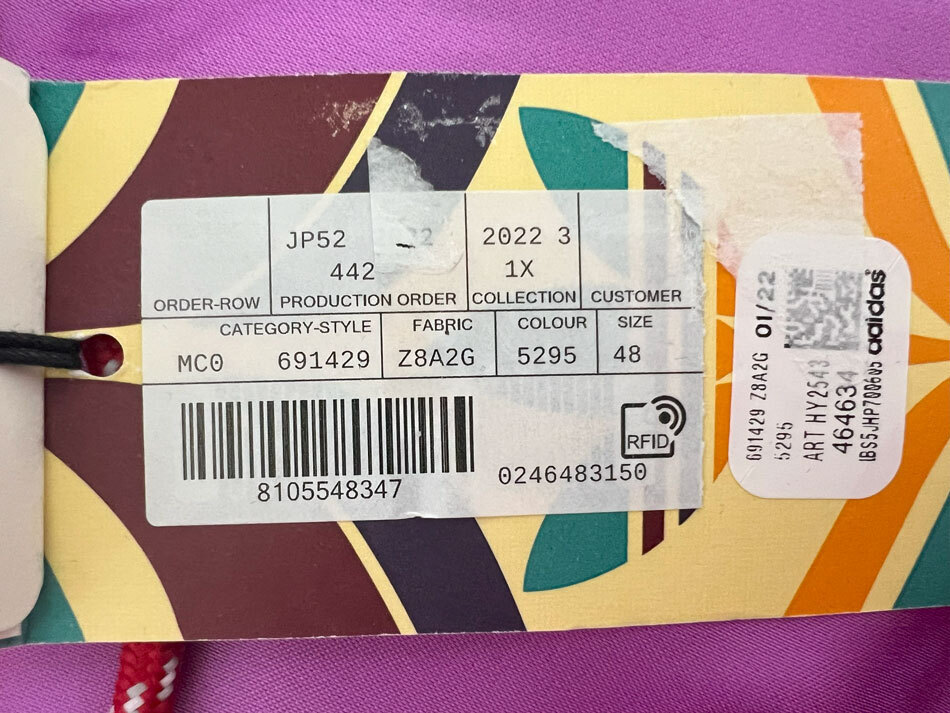 JP52
2022 3
442
1X
ORDER-ROW PRODUCTION ORDER COLLECTION CUSTOMER
CATEGORY-STYLE FABRIC COLOUR SIZE
MC0 691429 Z8A2G 5295 48
RFID
8105548347
0246483150
691429 Z8A2G 01/22
5295
ART HY2543
464634
adidas